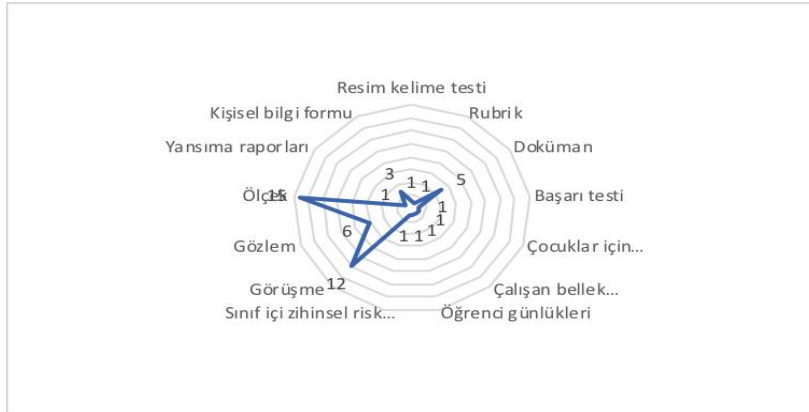 Resim kelime testi
Kişisel bilgi formu
Rubrik
Yansıma raporları
Doküman
3
1
1
5
Ölçek
15
1
1
Başarı testi
1
6
1
1
1
1
Gözlem
Çocuklar için...
12
Görüşme
Çalışan bellek...
Sınıf içi zihinsel risk...
Öğrenci günlükleri